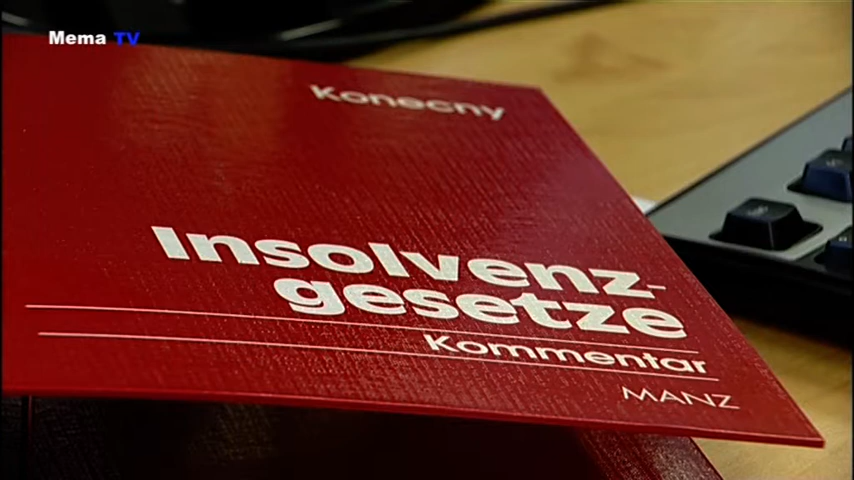 Mema TV
Konecny
Insolvenz-
gesetze
Kommentar
MANZ